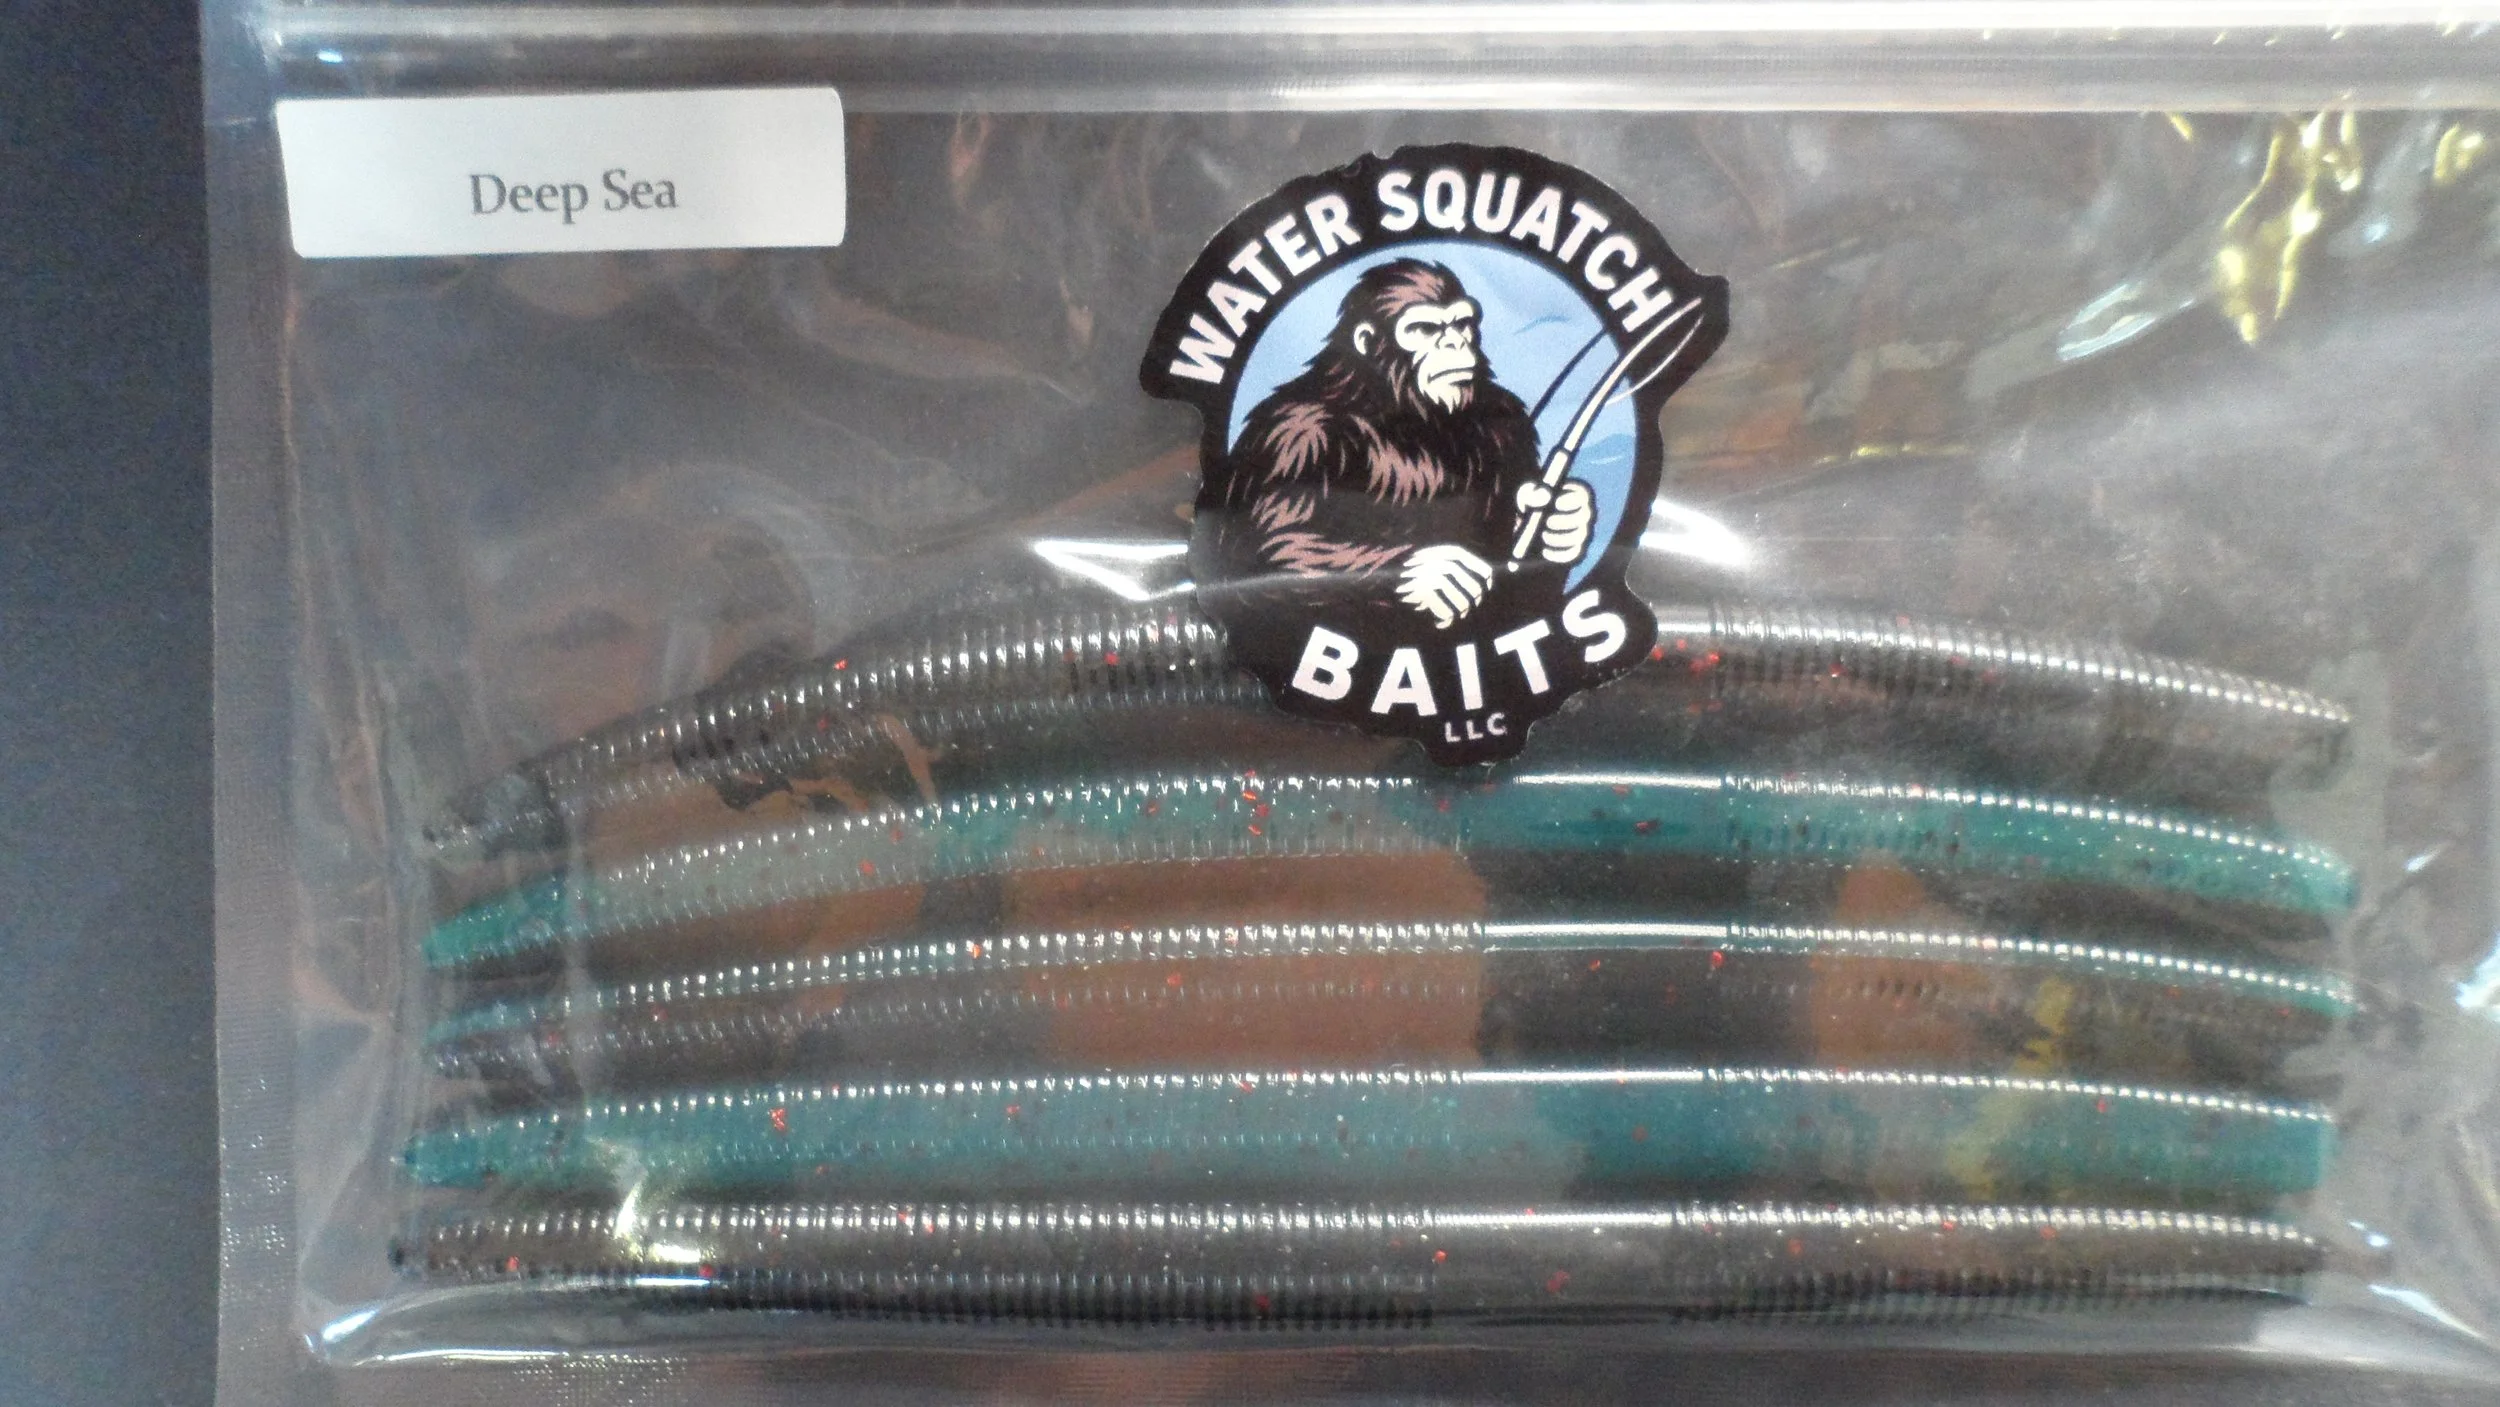 Deep Sea
WATER SQUATCH
BAITS
LLC